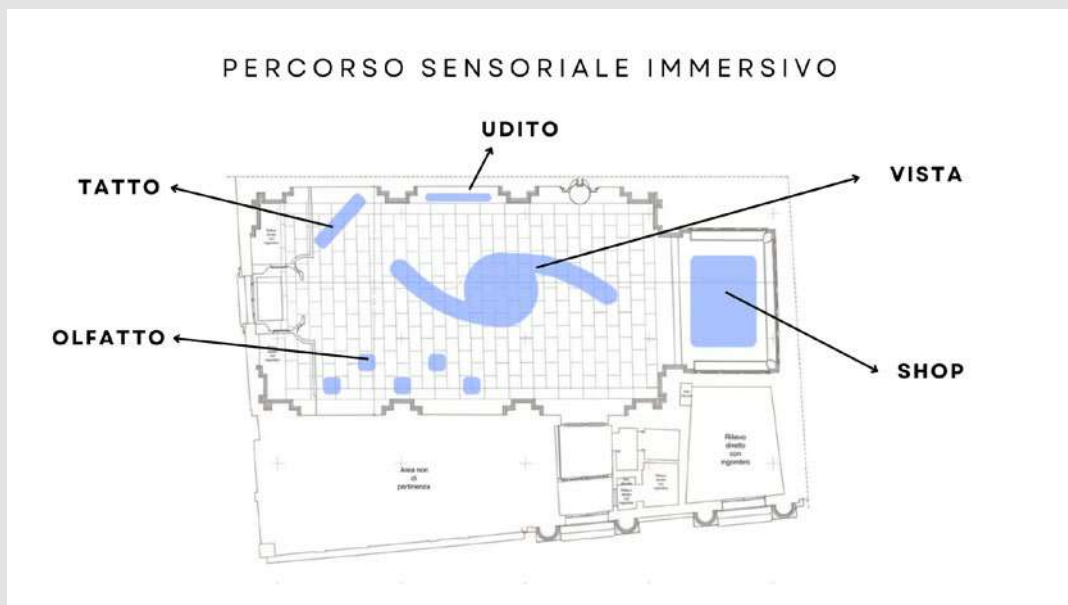 PERCORSO SENSORIALE IMMERSIVO
UDITO
TATTO
VISTA
OLFATTO
SHOP
Area non
di
pertinenza
Rilievo
diretto
con
ingombro